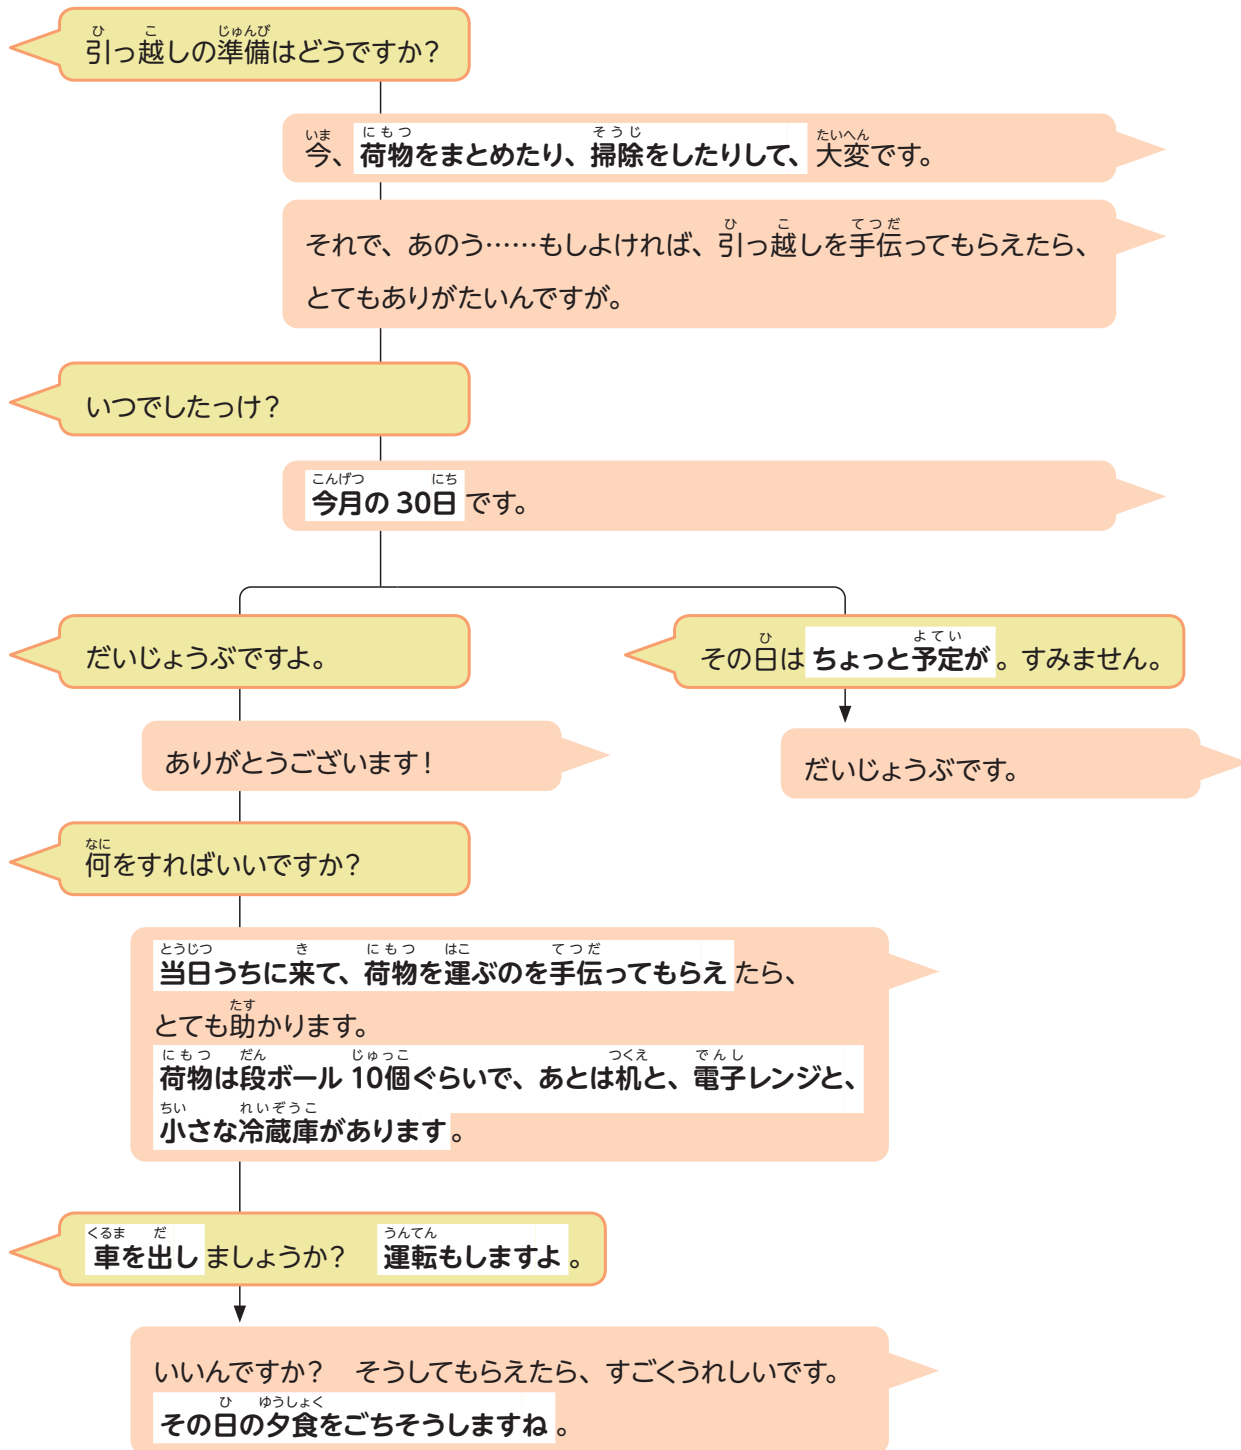 引っ越しの準備はどうですか？
今、荷物をまとめたり、掃除をしたりして、大変です。
それで、あのう……もしよければ、引っ越しを手伝ってもらえたら、
とてもありがたいんですが。
いつでしたっけ？
今月の30日です。
だいじょうぶですよ。
ありがとうございます！
何をすればいいですか？
当日うちに来て、荷物を運ぶのを手伝ってもらえたら、
とても助かります。
荷物は段ボール10個ぐらいで、あとは机と、電子レンジと、
小さな冷蔵庫があります。
車を出しましょうか？　運転もしますよ。
いいんですか？　そうしてもらえたら、すごくうれしいです。
その日の夕食をごちそうしますね。
その日はちょっと予定が。すみません。
だいじょうぶです。